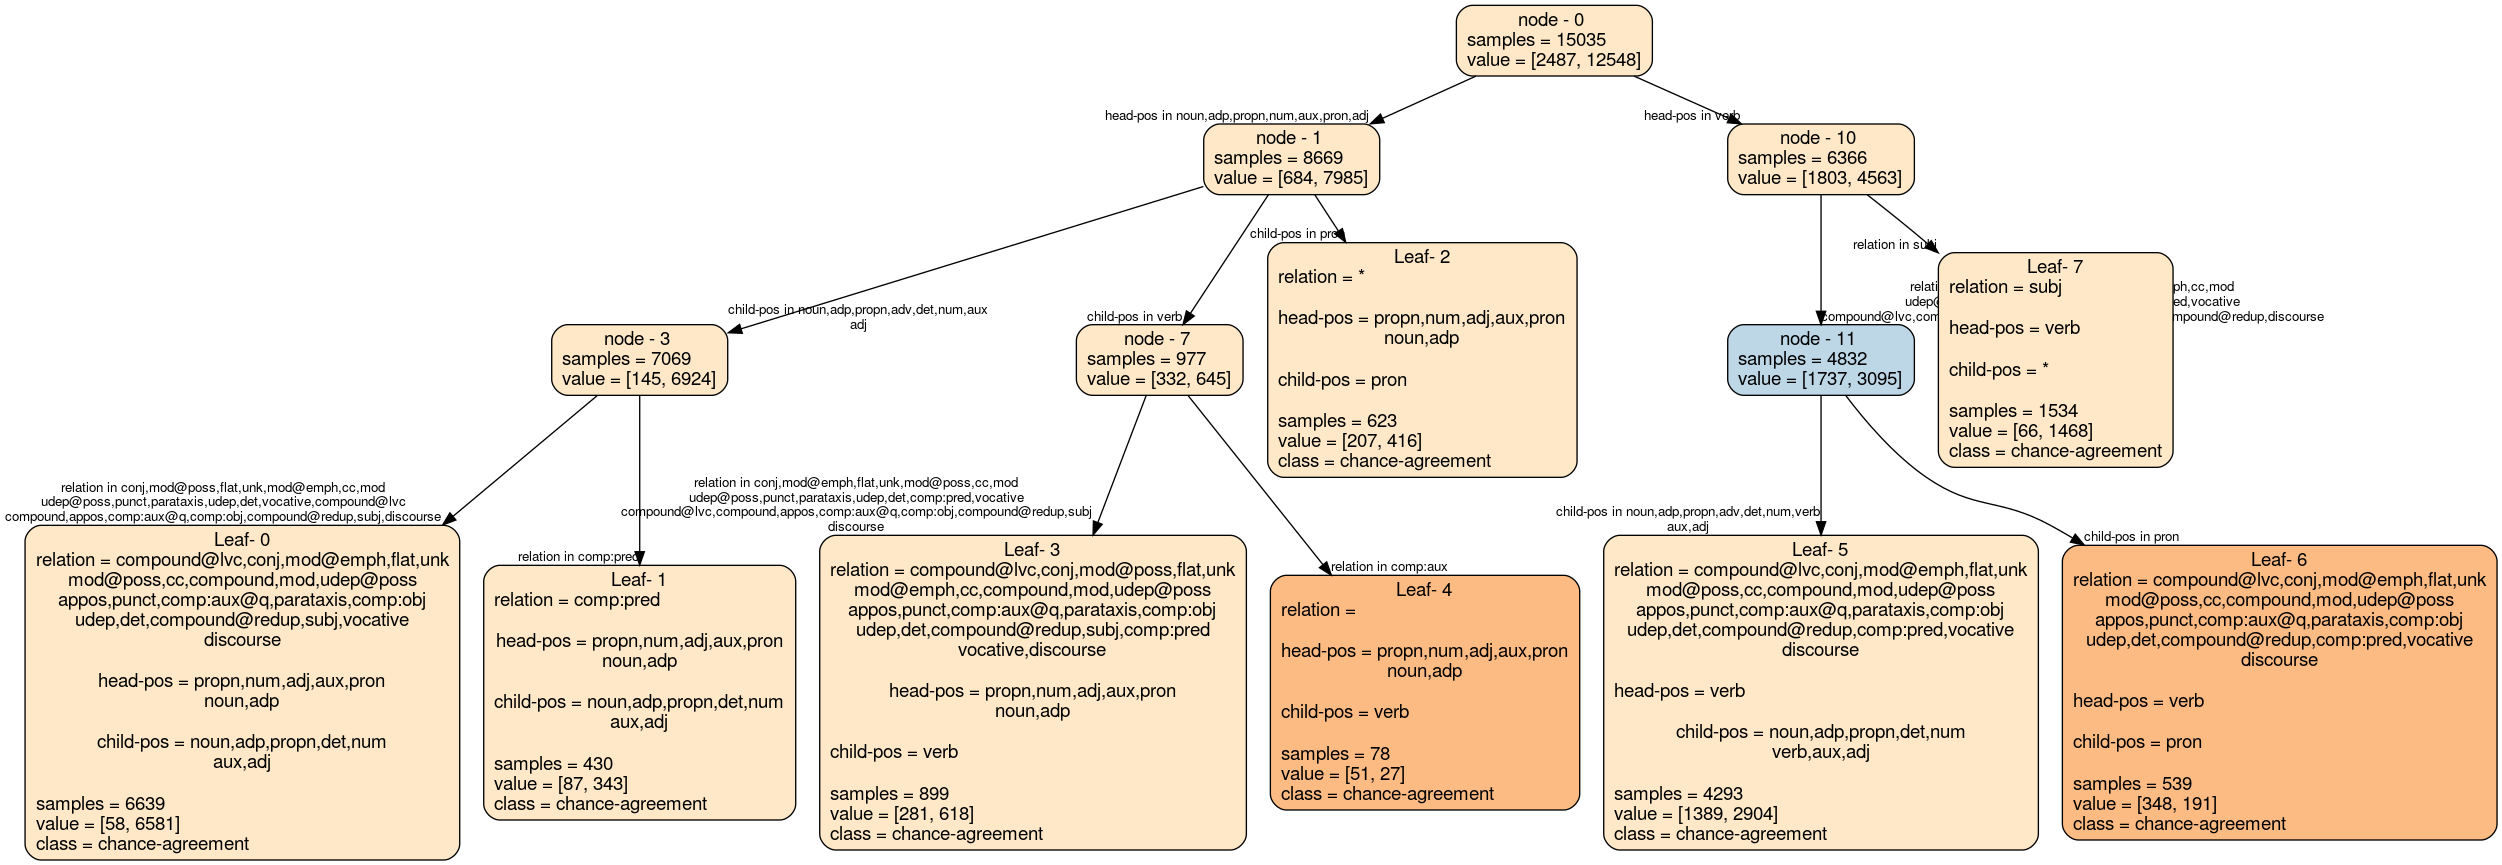 node - 0
samples = 15035
value = [2487, 12548]
head-pos in noun,adp,propn,num,aux,pron,adj
head-pos in verb
node - 1
samples = 8669
value = [684, 7985]
node - 10
samples = 6366
value = [1803, 4563]
child-pos in noun,adp,propn,adv,det,num,aux
adj
child-pos in verb
child-pos in pron
relation in subj
node - 3
samples = 7069
value = [145, 6924]
node - 7
samples = 977
value = [332, 645]
Leaf- 2
relation = *
head-pos = propn,num,adj,aux,pron
noun,adp
child-pos = pron
samples = 623
value = [207, 416]
class = chance-agreement
ph,cc,mod
ed,vocative
mpound@redup,discourse
node - 11
samples = 4832
value = [1737, 3095]
Leaf- 7
relation = subj
head-pos = verb
child-pos = *
samples = 1534
value = [66, 1468]
class = chance-agreement
relation in conj,mod@poss,flat,unk,mod@emph,cc,mod
udep@poss,punct,parataxis,udep,det,vocative,compound@lvc
compound,appos,comp:aux@q,comp:obj,compound@redup,subj,discourse
relation in comp:pred
relation in conj,mod@emph,flat,unk,mod@poss,cc,mod
udep@poss,punct,parataxis,udep,det,comp:pred,vocative
compound@lvc,compound,appos,comp:aux@q,comp:obj,compound@redup,subj
discourse
relation in comp:aux
child-pos in noun,adp,propn,adv,det,num,verb
aux,adj
child-pos in pron
Leaf- 0
relation = compound@lvc,conj,mod@emph,flat,unk
mod@poss,cc,compound,mod,udep@poss
appos,punct,comp:aux@q,parataxis,comp:obj
udep,det,compound@redup,subj,vocative
discourse
head-pos = propn,num,adj,aux,pron
noun,adp
child-pos = noun,adp,propn,det,num
aux,adj
samples = 6639
value = [58, 6581]
class = chance-agreement
Leaf- 1
relation = comp:pred
head-pos = propn,num,adj,aux,pron
noun,adp
child-pos = noun,adp,propn,det,num
aux,adj
samples = 430
value = [87, 343]
class = chance-agreement
Leaf- 3
relation = compound@lvc,conj,mod@poss,flat,unk
mod@emph,cc,compound,mod,udep@poss
appos,punct,comp:aux@q,parataxis,comp:obj
udep,det,compound@redup,subj,comp:pred
vocative,discourse
head-pos = propn,num,adj,aux,pron
noun,adp
child-pos = verb
samples = 899
value = [281, 618]
class = chance-agreement
Leaf- 4
relation =
head-pos = propn,num,adj,aux,pron
noun,adp
child-pos = verb
samples = 78
value = [51, 27]
class = chance-agreement
Leaf- 5
relation = compound@lvc,conj,mod@emph,flat,unk
mod@poss,cc,compound,mod,udep@poss
appos,punct,comp:aux@q,parataxis,comp:obj
udep,det,compound@redup,comp:pred,vocative
discourse
head-pos = verb
child-pos = noun,adp,propn,det,num
verb,aux,adj
samples = 4293
value = [1389, 2904]
class = chance-agreement
Leaf- 6
relation = compound@lvc,conj,mod@emph,flat,unk
mod@poss,cc,compound,mod,udep@poss
appos,punct,comp:aux@q,parataxis,comp:obj
udep,det,compound@redup,comp:pred,vocative
discourse
head-pos = verb
child-pos = pron
samples = 539
value = [348, 191]
class = chance-agreement